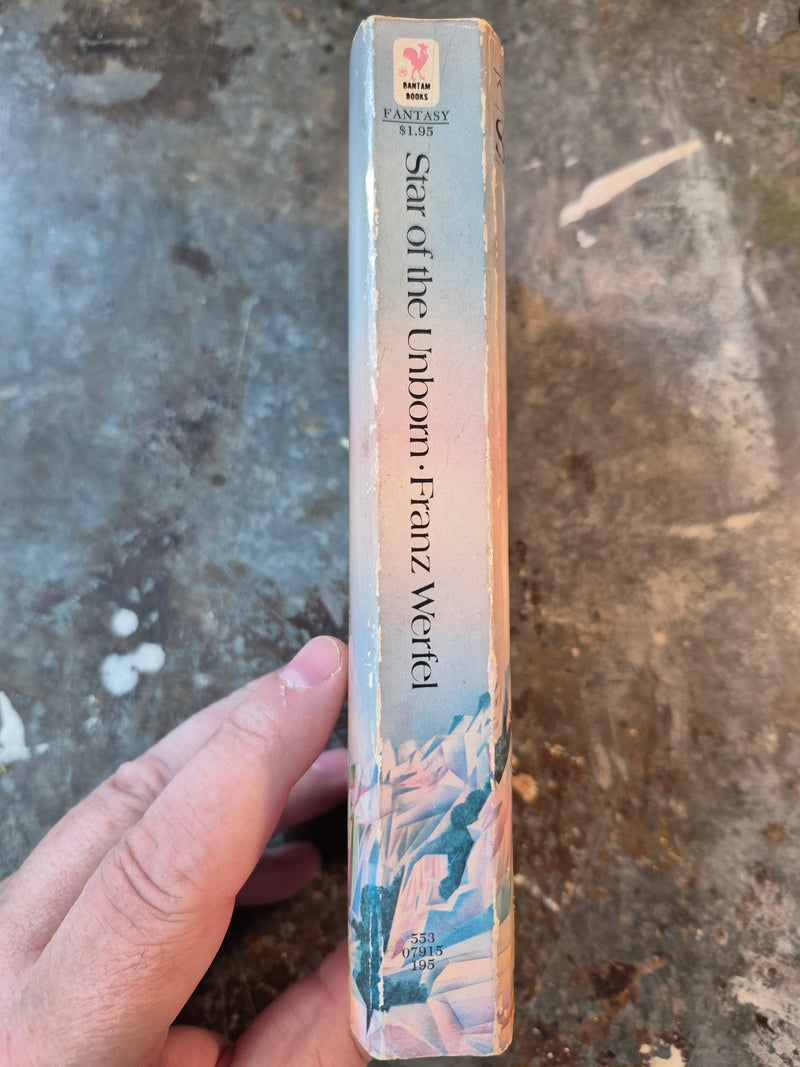 ®
BANTAM
BOOKS
FANTASY
$1.95
Star of the Unborn · Franz Werfel
553
07915
195